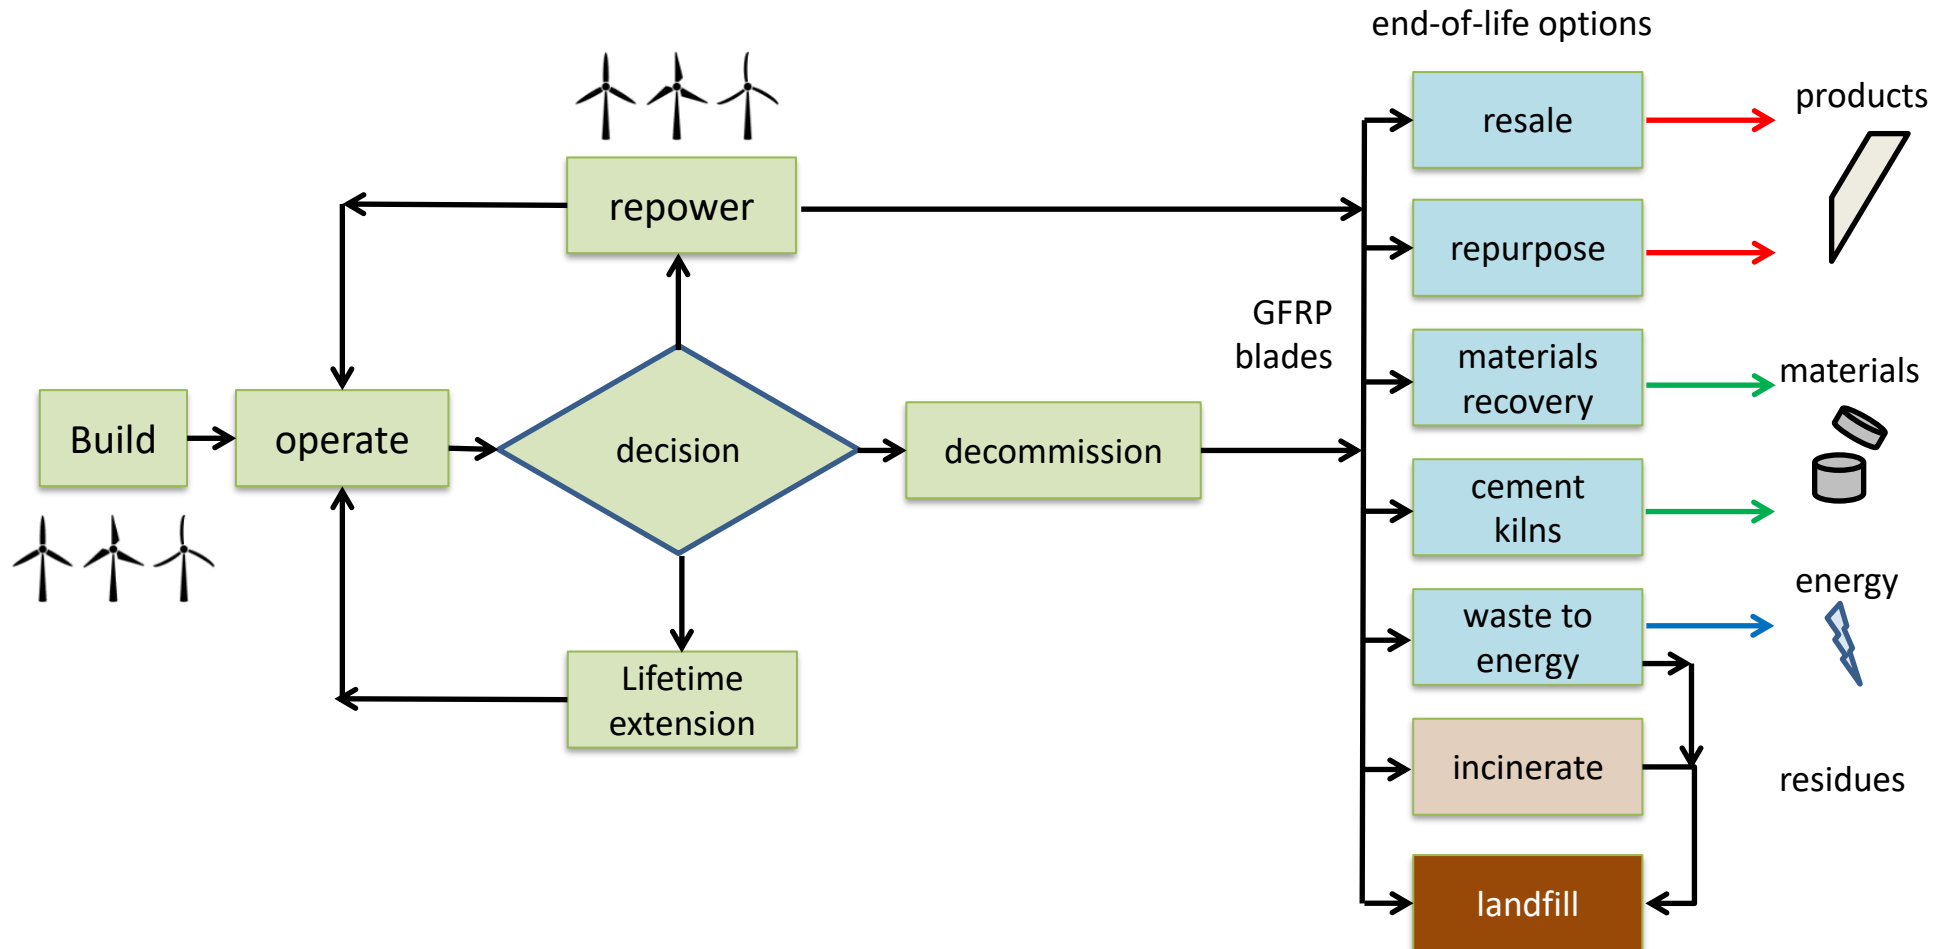 end-of-life options
resale
products
repower
repurpose
GFRP
blades
materials
recovery
materials
Build
operate
decision
decommission
cement
kilns
energy
waste to
energy
Lifetime
extension
incinerate
residues
landfill